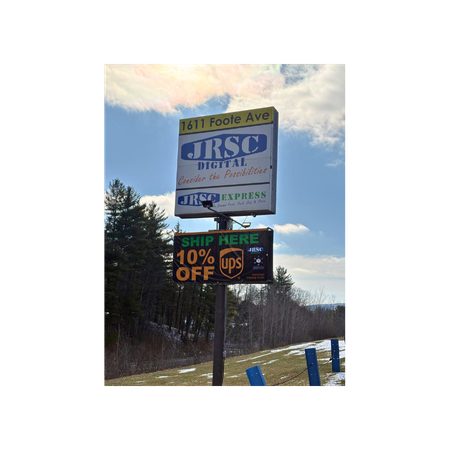 1611 Foote Ave
JRSC
DIGITAL
Consider the Possibilities
JRSC EXPRESS
SHIP HERE
10%
OFF
ups
JRSC